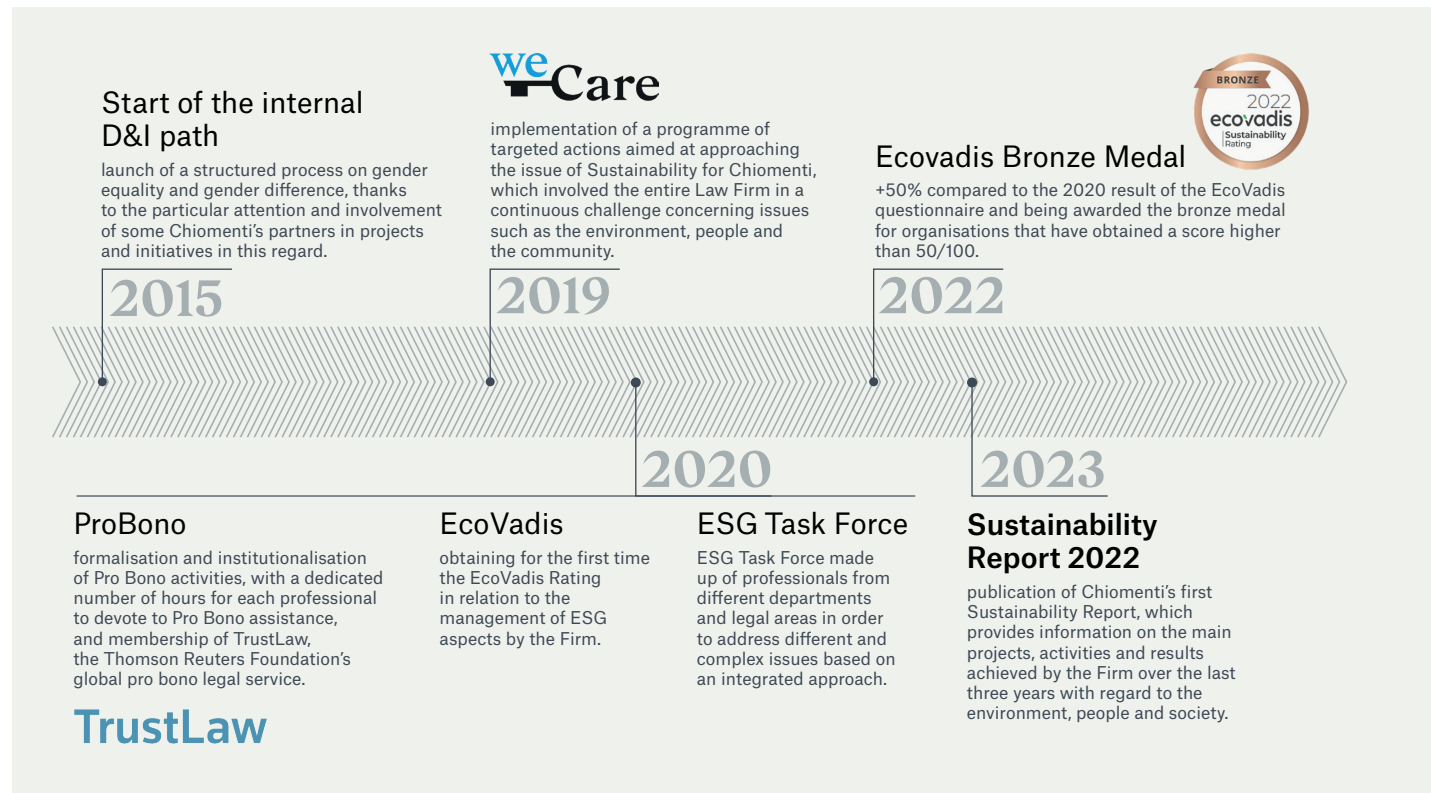 Start of the internal
D&I path
launch of a structured process on gender
equality and gender difference, thanks
to the particular attention and involvement
of some Chiomenti's partners in projects
and initiatives in this regard.
2015
we
Care
implementation of a programme of
targeted actions aimed at approaching
the issue of Sustainability for Chiomenti,
which involved the entire Law Firm in a
continuous challenge concerning issues
such as the environment, people and
the community.
2019
BRONZE
2022
ecovadis
Sustainability
Rating
Ecovadis Bronze Medal
+50% compared to the 2020 result of the EcoVadis
questionnaire and being awarded the bronze medal
for organisations that have obtained a score higher
than 50/100.
2022
2020
ProBono
formalisation and institutionalisation
of Pro Bono activities, with a dedicated
number of hours for each professional
to devote to Pro Bono assistance,
and membership of TrustLaw,
the Thomson Reuters Foundation's
global pro bono legal service.
TrustLaw
EcoVadis
obtaining for the first time
the EcoVadis Rating
in relation to the
management of ESG
aspects by the Firm.
ESG Task Force
ESG Task Force made
up of professionals from
different departments
and legal areas in order
to address different and
complex issues based on
an integrated approach.
2023
Sustainability
Report 2022
publication of Chiomenti's first
Sustainability Report, which
provides information on the main
projects, activities and results
achieved by the Firm over the last
three years with regard to the
environment, people and society.